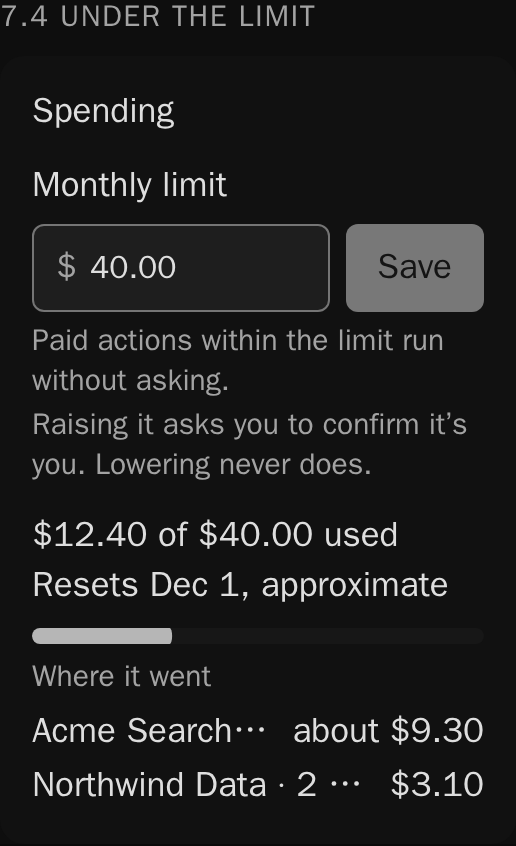 7.4 UNDER THE LIMIT
Spending
Monthly limit
$ 40.00
Save
Paid actions within the limit run
without asking.
Raising it asks you to confirm it’s
you. Lowering never does.
$12.40 of $40.00 used
Resets Dec 1, approximate
Where it went
Acme Search··· about $9.30
Northwind Data · 2 ··· $3.10